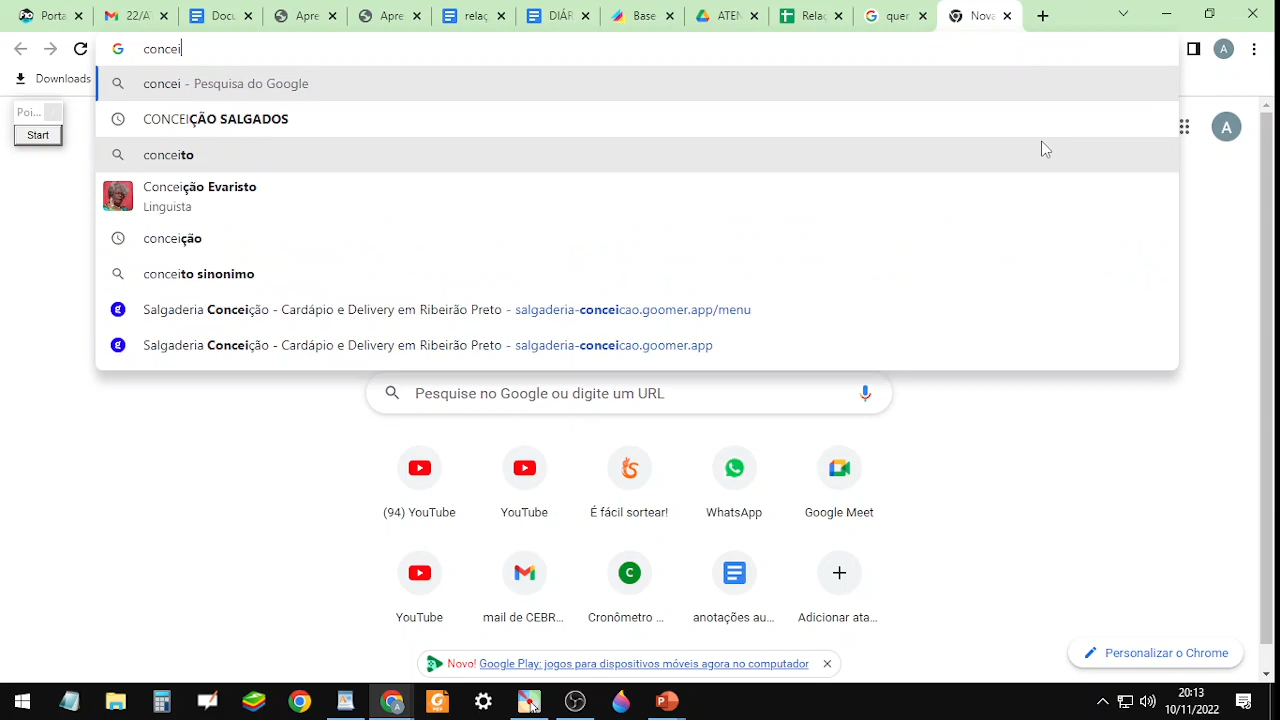 Porta
22/A
Docu
Apre
Apre
relaç
DIÁR
Base
ATEN
Relac
quer
Nova
concei
A
Downloads
concei - Pesquisa do Google
Poi...
Start
CONCEIÇÃO SALGADOS
A
conceito
Conceição Evaristo
Linguista
conceição
conceito sinonimo
Salgaderia Conceição - Cardápio e Delivery em Ribeirão Preto - salgaderia-conceicao.goomer.app/menu
Salgaderia Conceição - Cardápio e Delivery em Ribeirão Preto - salgaderia-conceicao.goomer.app
Pesquise no Google ou digite um URL
(94) YouTube
YouTube
É fácil sortear!
WhatsApp
Google Meet
C
YouTube
mail de CEBR...
Cronômetro ...
anotações au...
Adicionar ata...
Novo! Google Play: jogos para dispositivos móveis agora no computador
Personalizar o Chrome
20:13
10/11/2022